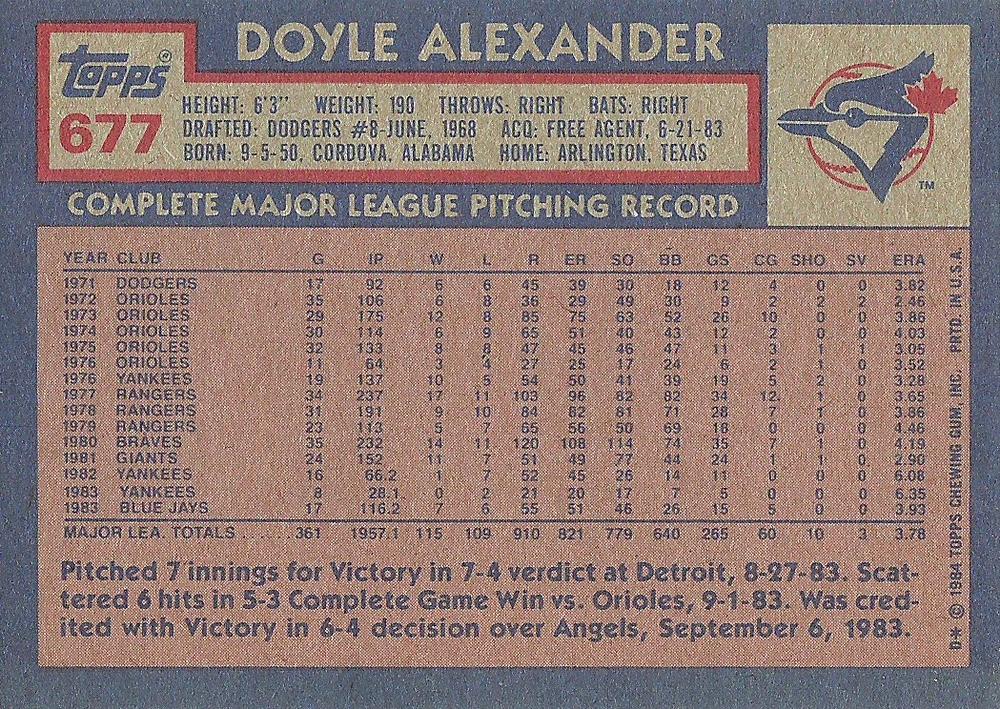 DOYLE ALEXANDER
Topps®
677
HEIGHT: 6'3" WEIGHT: 190 THROWS: RIGHT BATS: RIGHT
DRAFTED: DODGERS #8-JUNE, 1968 ACQ: FREE AGENT, 6-21-83
BORN: 9-5-50, CORDOVA, ALABAMA HOME: ARLINGTON, TEXAS
TM
COMPLETE MAJOR LEAGUE PITCHING RECORD
YEAR CLUB G IP W L R ER SO BB GS CG SHO SV ERA
1971 DODGERS 17 92 6 6 45 39 30 18 12 4 0 0 3.82
1972 ORIOLES 35 106 6 8 36 29 49 30 9 2 2 2 2.46
1973 ORIOLES 29 175 12 8 85 75 63 52 26 10 0 0 3.86
1974 ORIOLES 30 114 6 9 65 51 40 43 12 2 0 0 4.03
1975 ORIOLES 32 133 8 8 47 45 46 47 11 3 1 1 3.05
1976 ORIOLES 11 64 3 4 27 25 17 24 6 2 1 0 3.52
1976 YANKEES 19 137 10 5 54 50 41 39 19 5 2 0 3.28
1977 RANGERS 34 237 17 11 103 96 82 82 34 12 1 0 3.65
1978 RANGERS 31 191 9 10 84 82 81 71 28 7 1 0 3.86
1979 RANGERS 23 113 5 7 65 56 50 69 18 0 0 0 4.46
1980 BRAVES 35 232 14 11 120 108 114 74 35 7 1 0 4.19
1981 GIANTS 24 152 11 7 51 49 77 44 24 1 1 0 2.90
1982 YANKEES 16 66.2 1 7 52 45 26 14 11 0 0 0 6.08
1983 YANKEES 8 28.1 0 2 21 20 17 7 5 0 0 0 6.35
1983 BLUE JAYS 17 116.2 7 6 55 51 46 26 15 5 0 0 3.93
MAJOR LEA. TOTALS 361 1957.1 115 109 910 821 779 640 265 60 10 3 3.78
Pitched 7 innings for Victory in 7-4 verdict at Detroit, 8-27-83. Scat-
tered 6 hits in 5-3 Complete Game Win vs. Orioles, 9-1-83. Was cred-
ited with Victory in 6-4 decision over Angels, September 6, 1983.
D* © 1984 TOPPS CHEWING GUM, INC. PRTD. IN U.S.A.